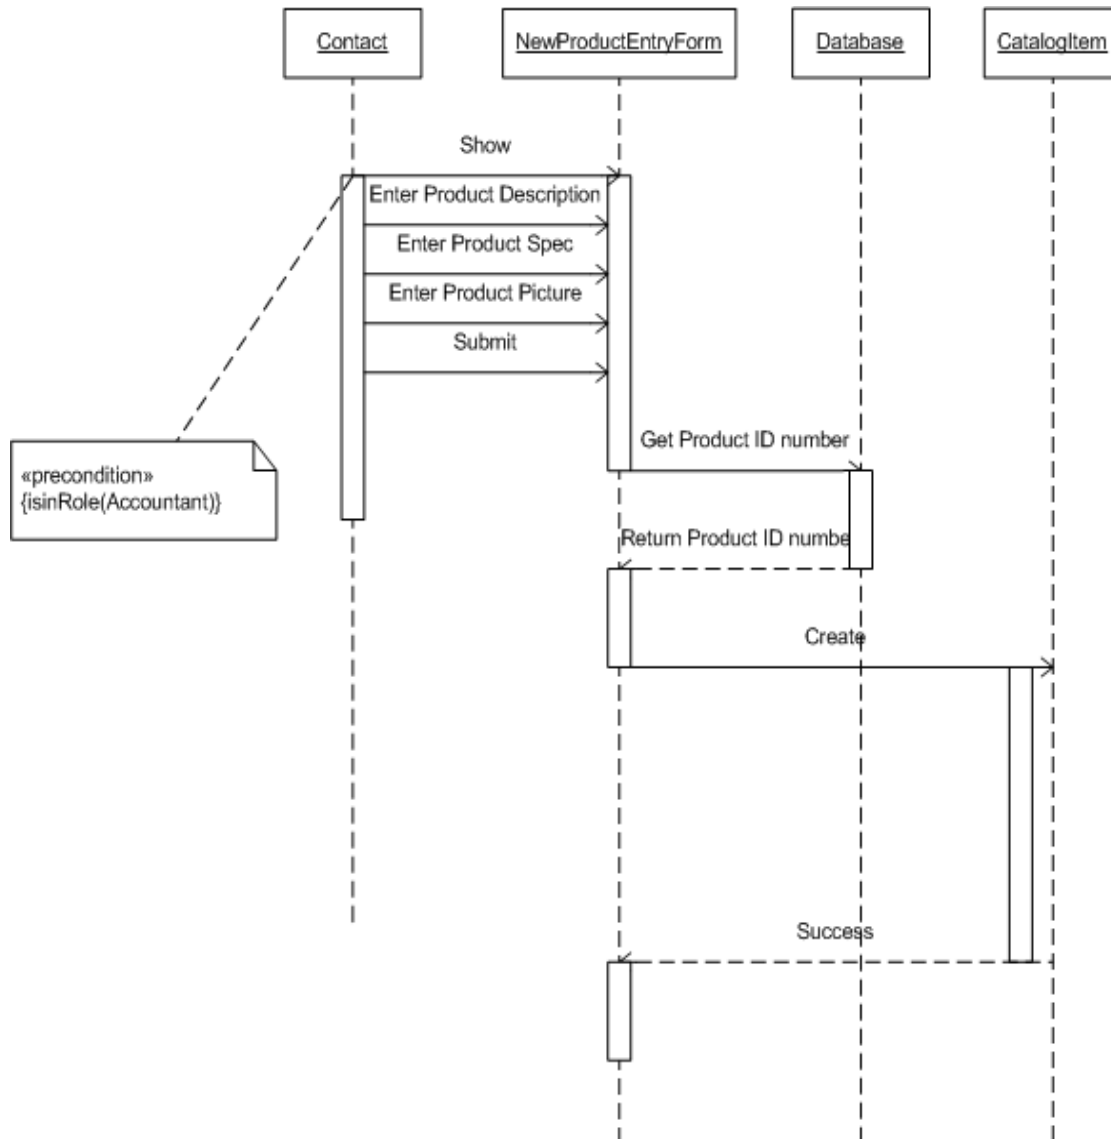 Contact
NewProductEntryForm
Database
CatalogItem
Show
Enter Product Description
Enter Product Spec
Enter Product Picture
Submit
Get Product ID number
«precondition»
{isinRole(Accountant)}
Return Product ID numbe
Create
Success